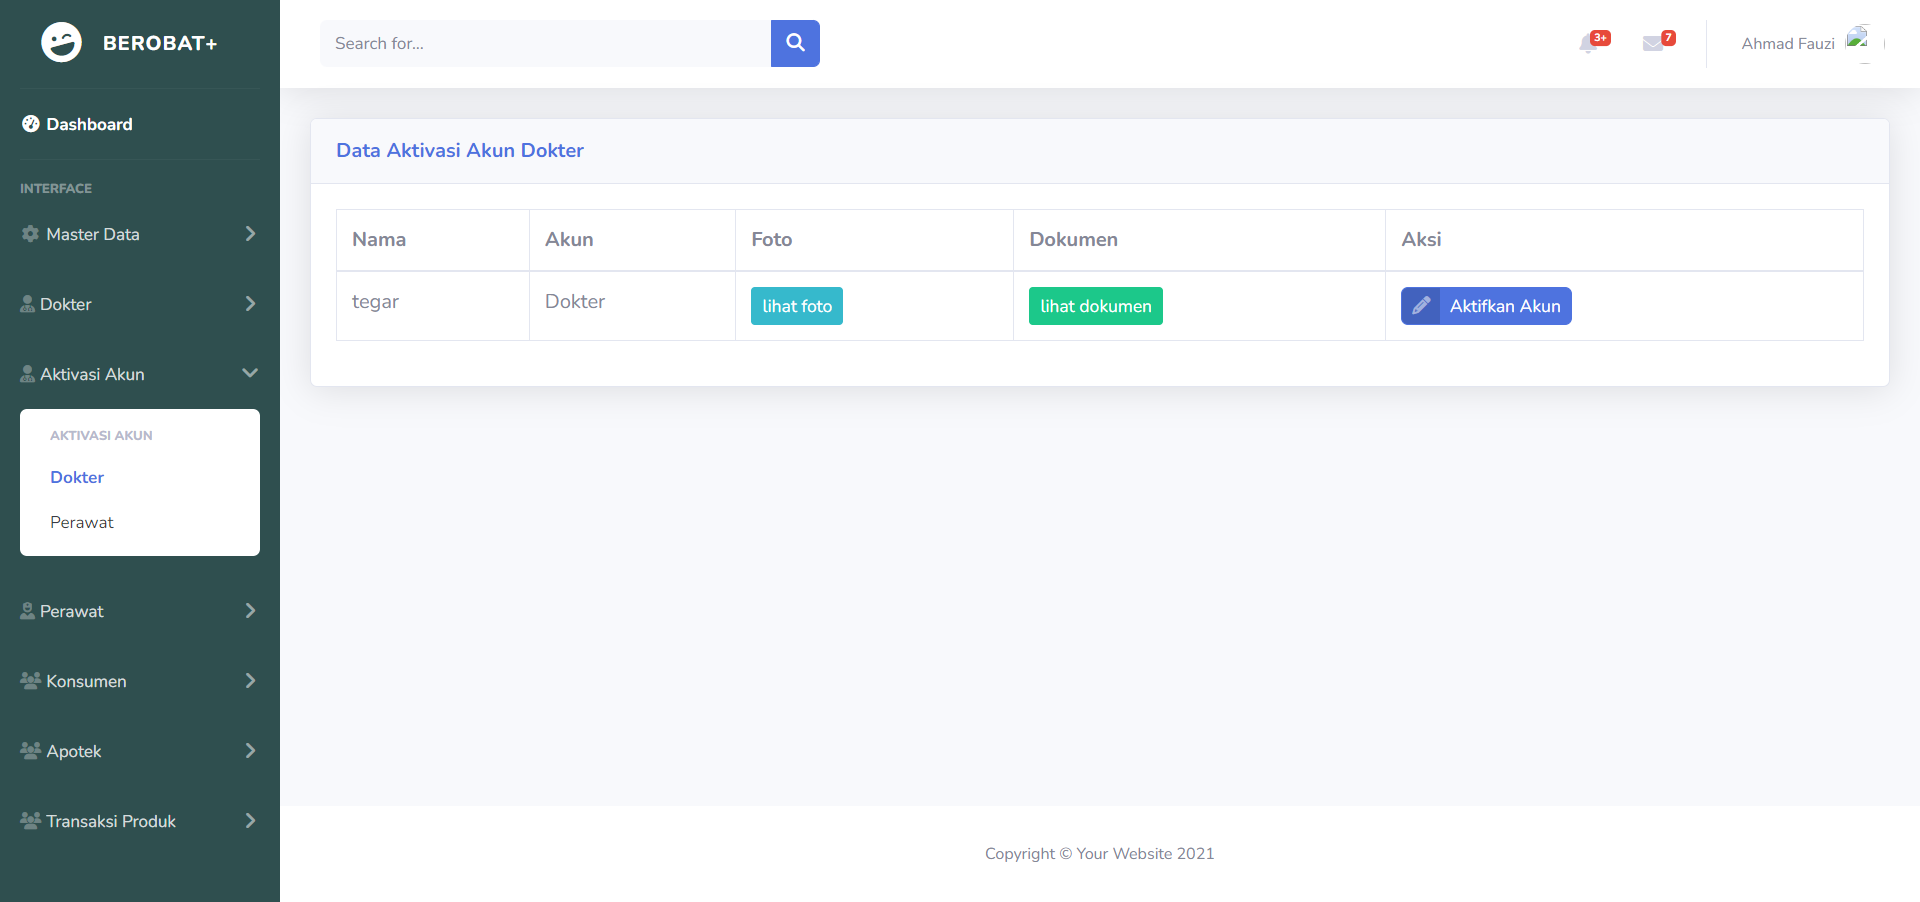 BEROBAT+
Search for...
3+
7
Ahmad Fauzi
Dashboard
INTERFACE
Master Data
Dokter
Aktivasi Akun
AKTIVASI AKUN
Dokter
Perawat
Perawat
Konsumen
Apotek
Transaksi Produk
Data Aktivasi Akun Dokter
Nama Akun Foto Dokumen Aksi
tegar Dokter lihat foto lihat dokumen Aktifkan Akun
Copyright © Your Website 2021